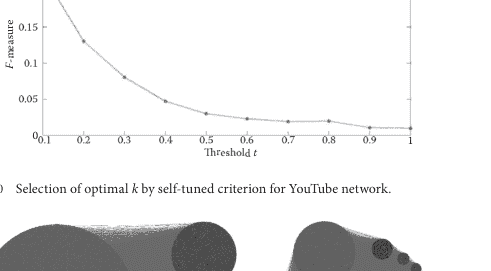 0.15
0.1
0.05
0
F-measure
0.1 0.2 0.3 0.4 0.5 0.6 0.7 0.8 0.9 1
Threshold t
0 Selection of optimal k by self-tuned criterion for YouTube network.